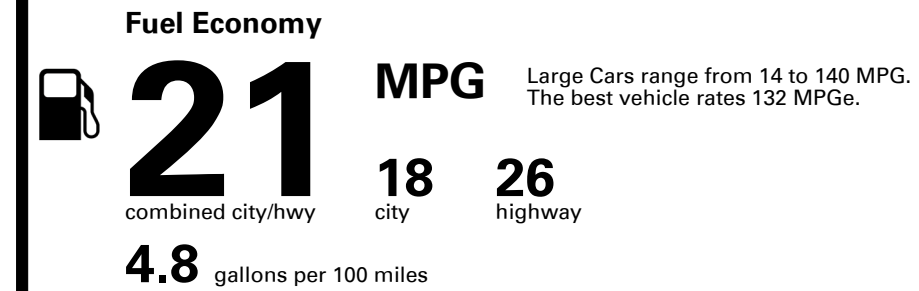 Fuel Economy
21 MPG
Large Cars range from 14 to 140 MPG.
The best vehicle rates 132 MPGe.
combined city/hwy
18
city
26
highway
4.8 gallons per 100 miles